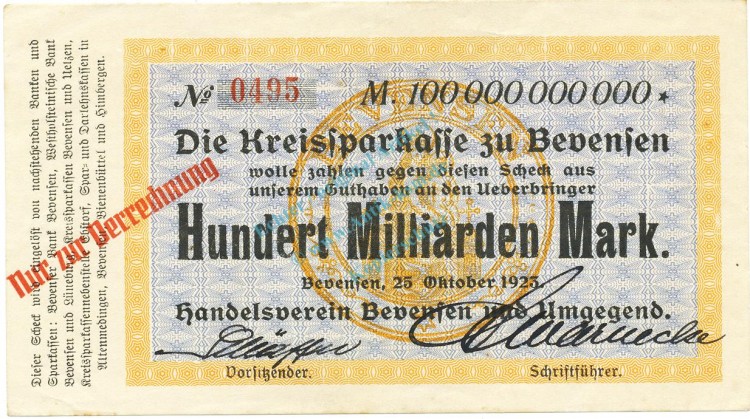 Dieser Scheck wird eingelöst von nachstehenden Banken und
Sparkassen: Bevenser Bank Bevensen, Westholsteinische Bank
Bevensen und Lüneburg, Kreissparkassen Bevensen und Uelzen,
Kreissparkassennebenstelle Ebstorf, Spar- und Darlehnskassen in
Altenmedingen, Bevensen, Bienenbüttel und Himbergen.
Nur zur Verrechnung
No 0495
M. 100 000 000 000 *
BEVENSEN
Die Kreissparkasse zu Bevensen
wolle zahlen gegen diesen Scheck aus
unserem Guthaben an den Ueberbringer
Hundert Milliarden Mark.
Bevensen, 25 Oktober 1923.
Handelsverein Bevensen und Umgegend.
Warnecke
Vorsitzender.
Schriftführer.